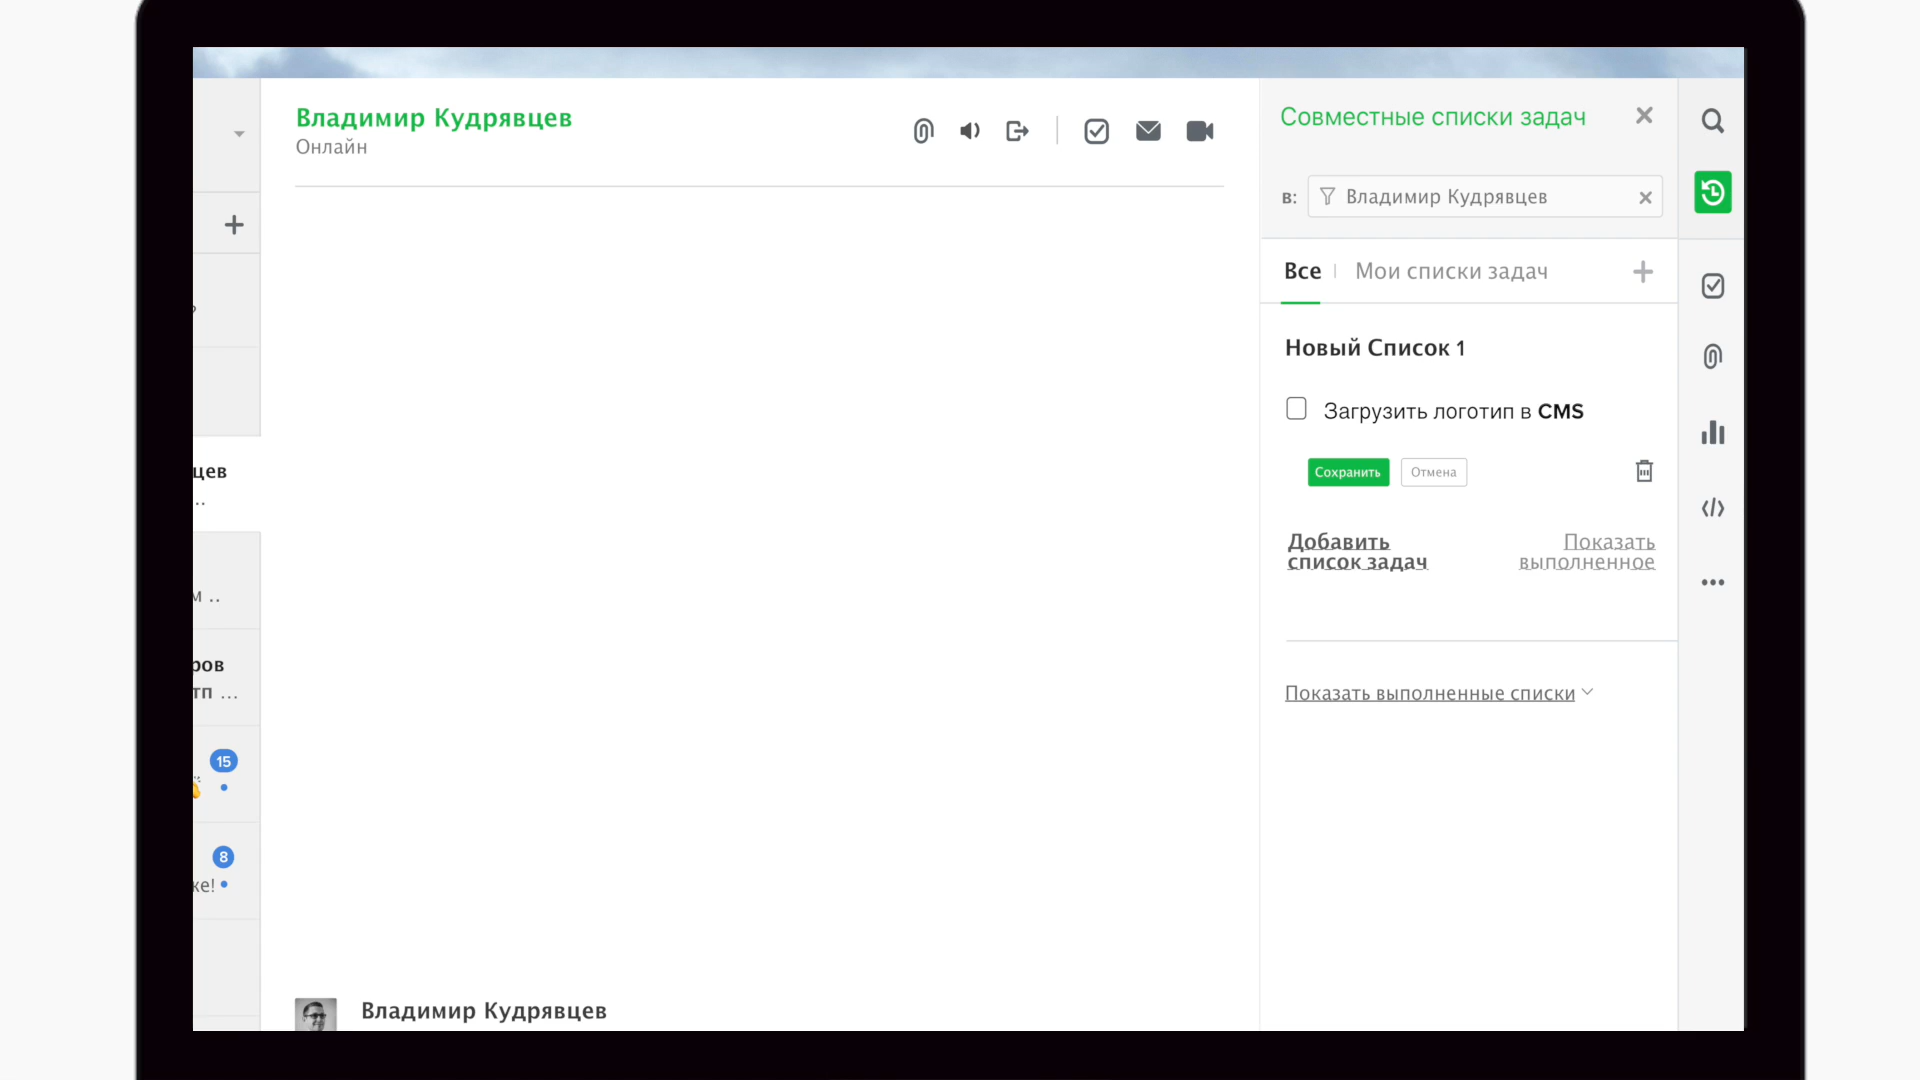 Владимир Кудрявцев
Онлайн
Совместные списки задач
в: Владимир Кудрявцев
Все
Мои списки задач
Новый Список 1
Загрузить логотип в CMS
Сохранить
Отмена
Добавить
список задач
Показать
выполненное
Показать выполненные списки
цев
..
м ..
ров
тп ...
15
8
ке!
Владимир Кудрявцев